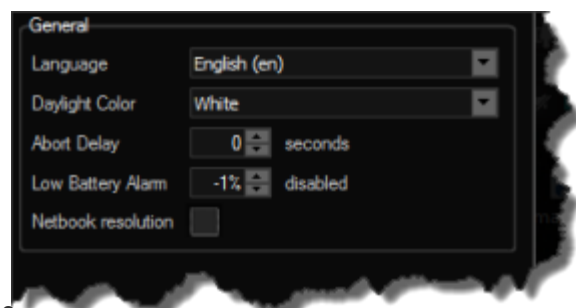 General
Language English (en)
Daylight Color White
Abort Delay 0 seconds
Low Battery Alarm -1% disabled
Netbook resolution